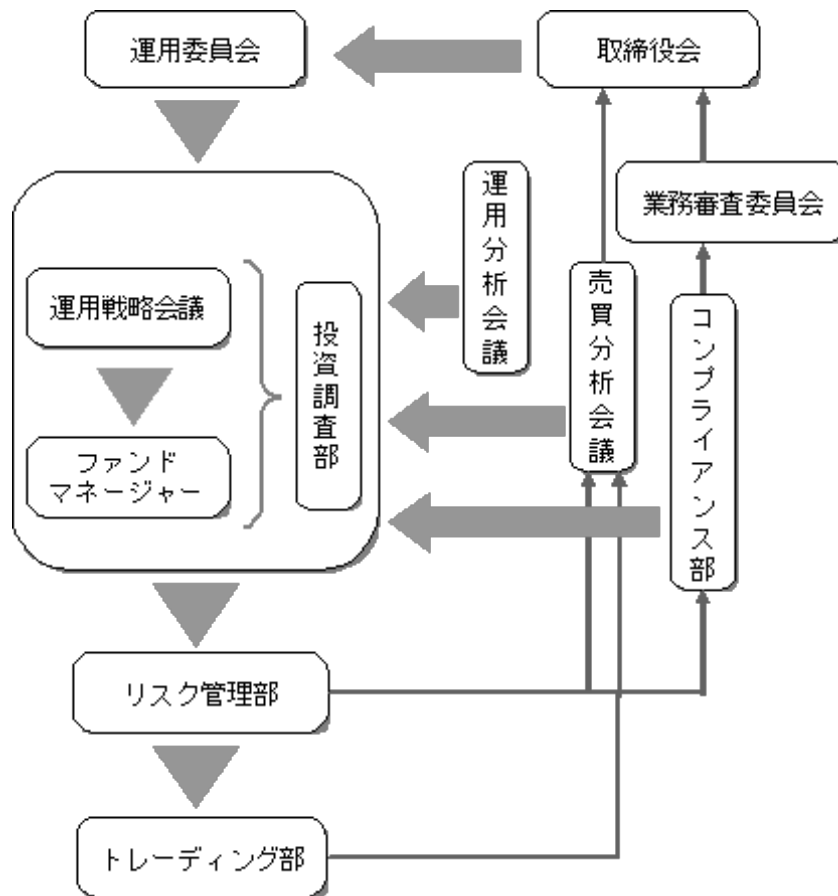 運用委員会
取締役会
運用分析会議
業務審査委員会
運用戦略会議
投資調査部
売買分析会議
コンプライアンス部
ファンド
マネージャー
リスク管理部
トレーディング部